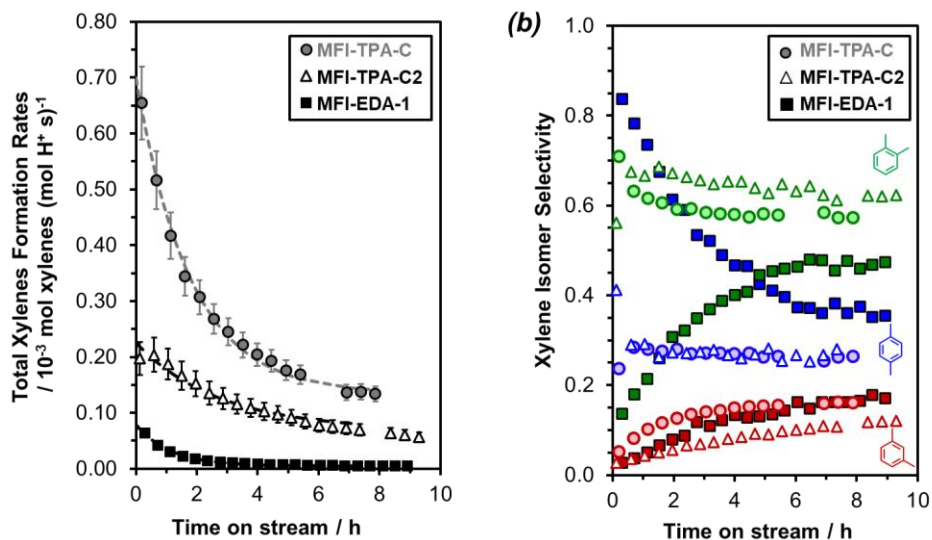 Total Xylenes Formation Rates
/ 10⁻³ mol xylenes (mol H⁺ s)⁻¹
0.80
0.70
0.60
0.50
0.40
0.30
0.20
0.10
0.00
MFI-TPA-C
MFI-TPA-C2
MFI-EDA-1
0 2 4 6 8 10
Time on stream / h
(b)
Xylene Isomer Selectivity
1.0
0.8
0.6
0.4
0.2
0.0
MFI-TPA-C
MFI-TPA-C2
MFI-EDA-1
0 2 4 6 8 10
Time on stream / h